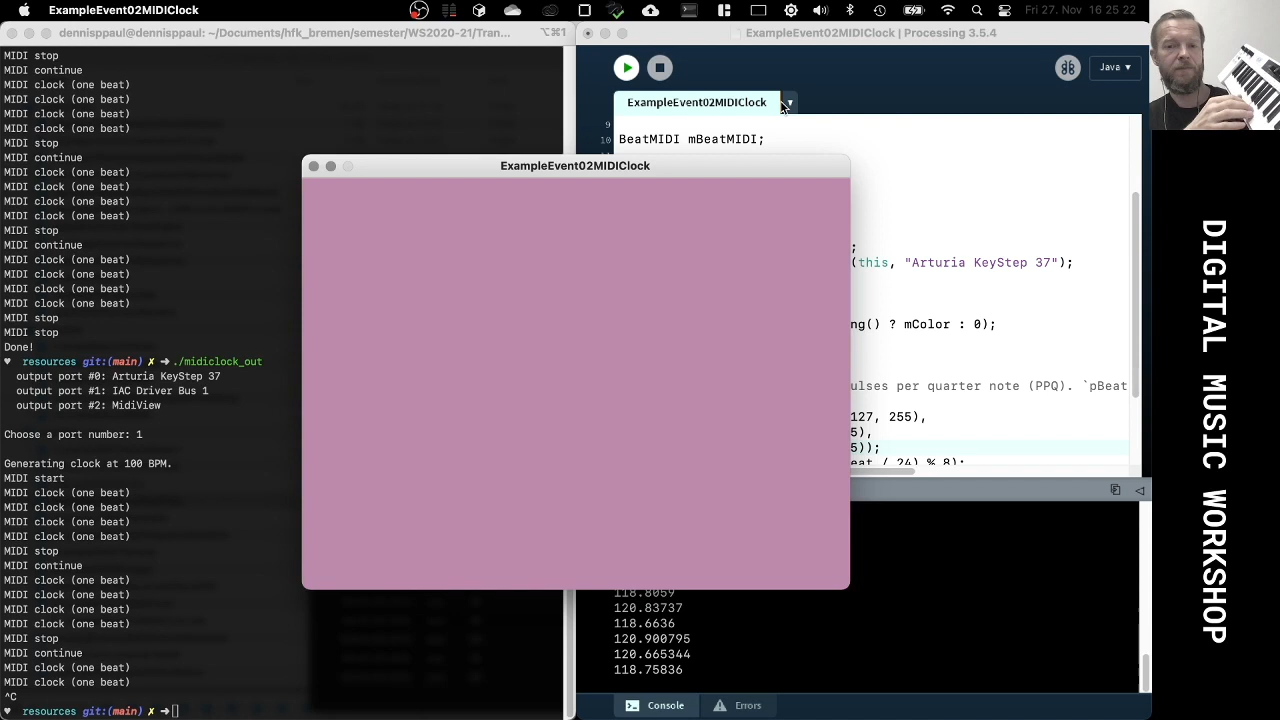 ExampleEvent02MIDIClock
Fri 27. Nov 16 25 22
dennisppaul: ~/Documents/hfk_bremen/semester/WS2020-21/Tran...
⌥⌘1
MIDI stop
MIDI continue
MIDI clock (one beat)
MIDI clock (one beat)
MIDI clock (one beat)
MIDI clock (one beat)
MIDI stop
MIDI continue
MIDI clock (one beat)
MIDI clock (one beat)
MIDI clock (one beat)
MIDI clock (one beat)
MIDI stop
MIDI continue
MIDI clock (one beat)
MIDI clock (one beat)
MIDI clock (one beat)
MIDI clock (one beat)
MIDI stop
MIDI stop
Done!
♥ resources git:(main) ✗ ➜ ./midiclock_out
output port #0: Arturia KeyStep 37
output port #1: IAC Driver Bus 1
output port #2: MidiView
Choose a port number: 1
Generating clock at 100 BPM.
MIDI start
MIDI clock (one beat)
MIDI clock (one beat)
MIDI clock (one beat)
MIDI clock (one beat)
MIDI stop
MIDI continue
MIDI clock (one beat)
MIDI clock (one beat)
MIDI clock (one beat)
MIDI clock (one beat)
MIDI stop
MIDI continue
MIDI clock (one beat)
MIDI clock (one beat)
^C
♥ resources git:(main) ✗ ➜
ExampleEvent02MIDIClock | Processing 3.5.4
Java ▾
ExampleEvent02MIDIClock ▾
9
10 BeatMIDI mBeatMIDI;
ExampleEvent02MIDIClock
;
(this, "Arturia KeyStep 37");
ng() ? mColor : 0);
ulses per quarter note (PPQ). `pBeat
127, 255),
5),
5));
eat / 24) % 8);
118.8059
120.83737
118.6636
120.900795
120.665344
118.75836
Console
Errors
DIGITAL MUSIC WORKSHOP